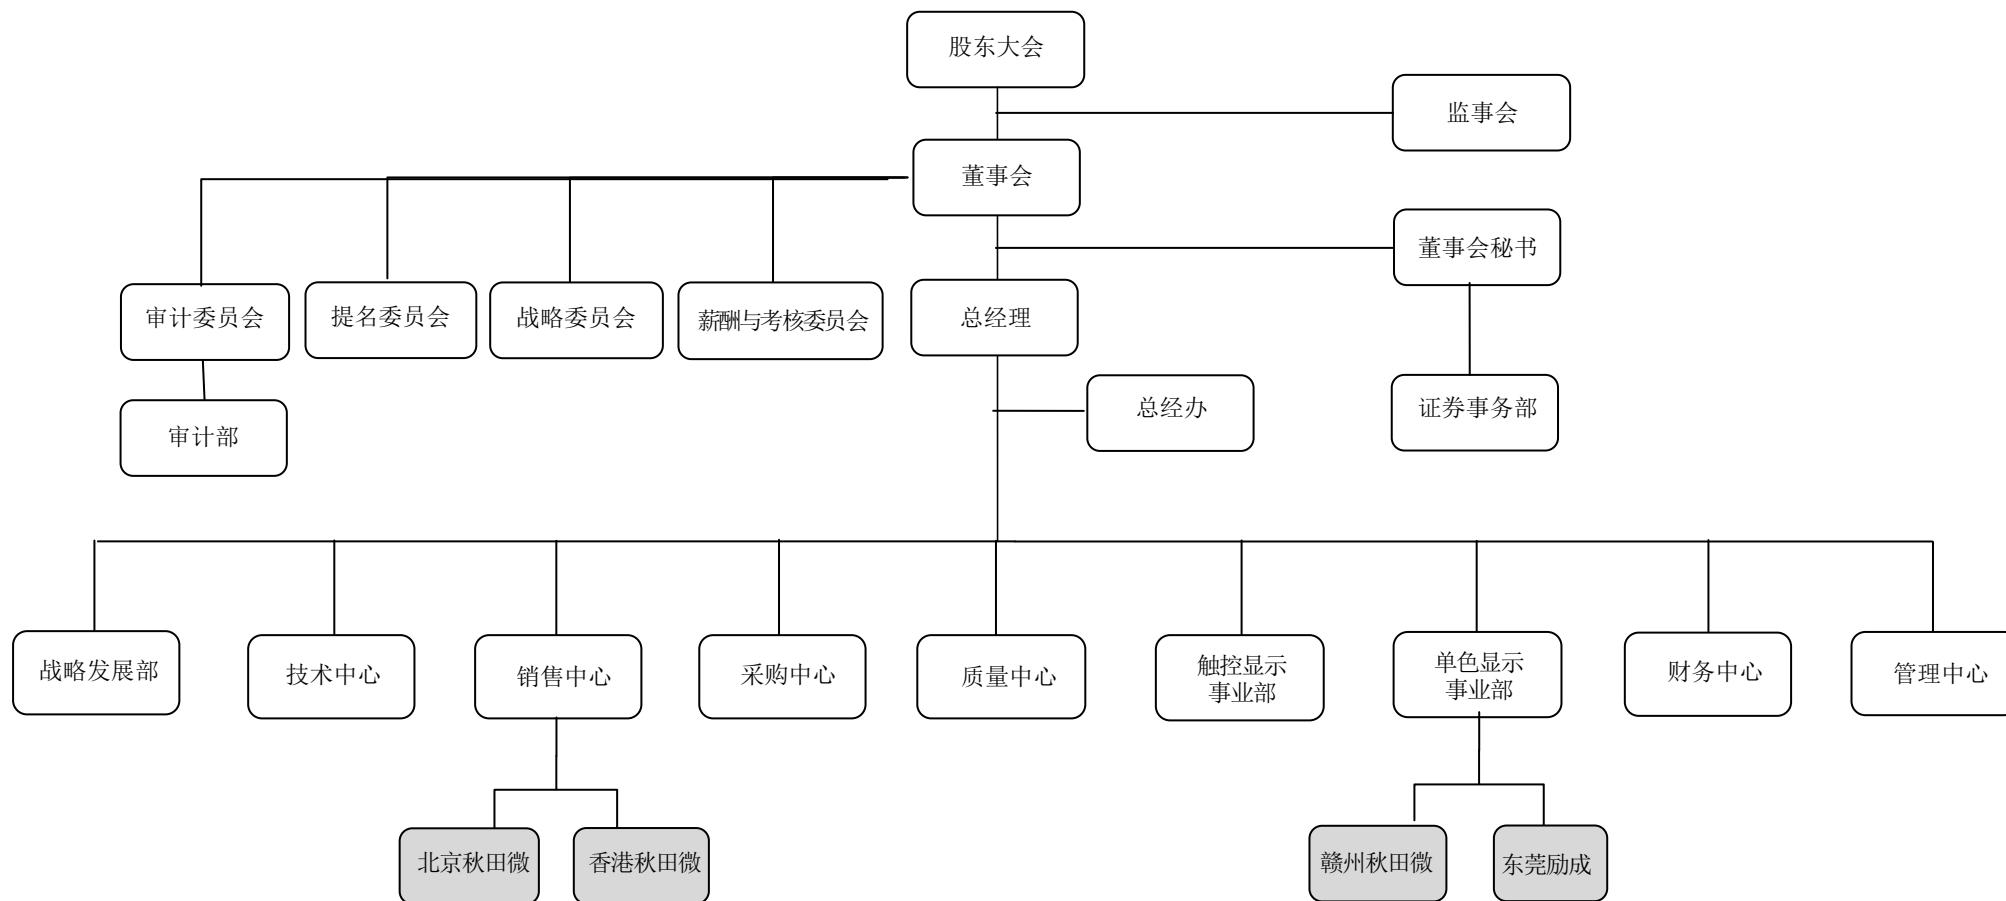 股东大会
监事会
董事会
董事会秘书
审计委员会
提名委员会
战略委员会
薪酬与考核委员会
总经理
总经办
证券事务部
审计部
战略发展部
技术中心
销售中心
采购中心
质量中心
触控显示
事业部
单色显示
事业部
财务中心
管理中心
北京秋田微
香港秋田微
赣州秋田微
东莞励成